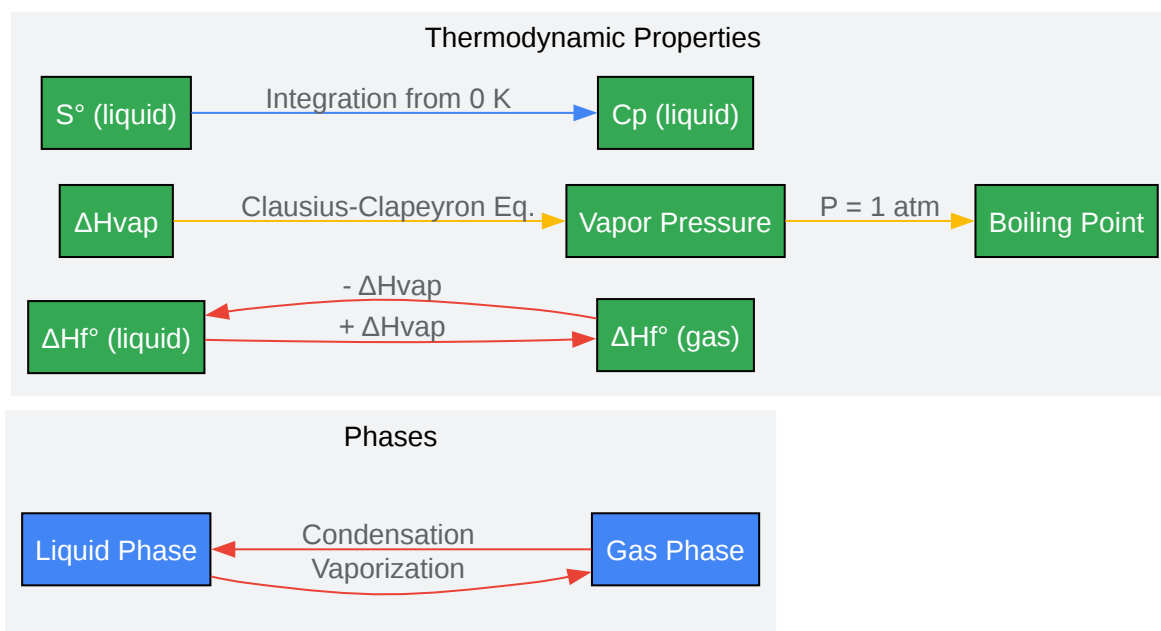 Thermodynamic Properties
S° (liquid)
Integration from 0 K
Cp (liquid)
ΔHvap
Clausius-Clapeyron Eq.
Vapor Pressure
P = 1 atm
Boiling Point
- ΔHvap
ΔHf° (liquid)
+ ΔHvap
ΔHf° (gas)
Phases
Liquid Phase
Condensation
Vaporization
Gas Phase